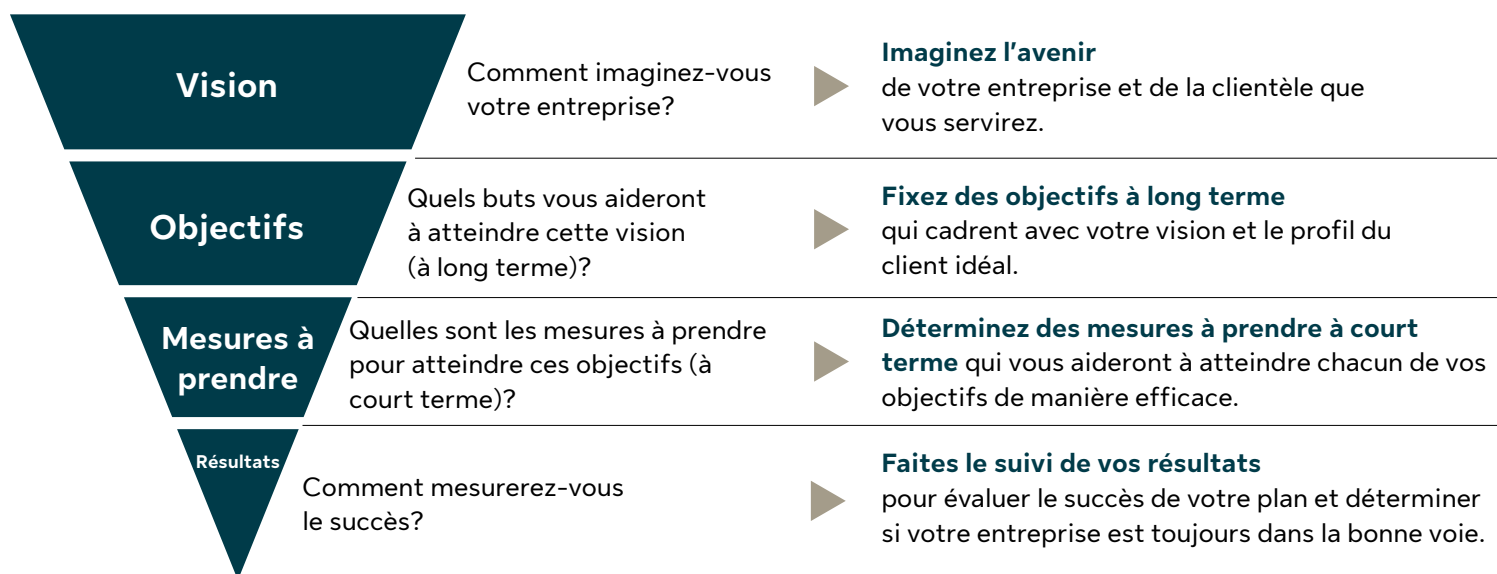 Vision
Comment imaginez-vous
votre entreprise?
Imaginez l'avenir
de votre entreprise et de la clientèle que
vous servirez.
Objectifs
Quels buts vous aideront
à atteindre cette vision
(à long terme)?
Fixez des objectifs à long terme
qui cadrent avec votre vision et le profil du
client idéal.
Mesures à
prendre
Quelles sont les mesures à prendre
pour atteindre ces objectifs (à
court terme)?
Déterminez des mesures à prendre à court
terme qui vous aideront à atteindre chacun de vos
objectifs de manière efficace.
Résultats
Comment mesurerez-vous
le succès?
Faites le suivi de vos résultats
pour évaluer le succès de votre plan et déterminer
si votre entreprise est toujours dans la bonne voie.